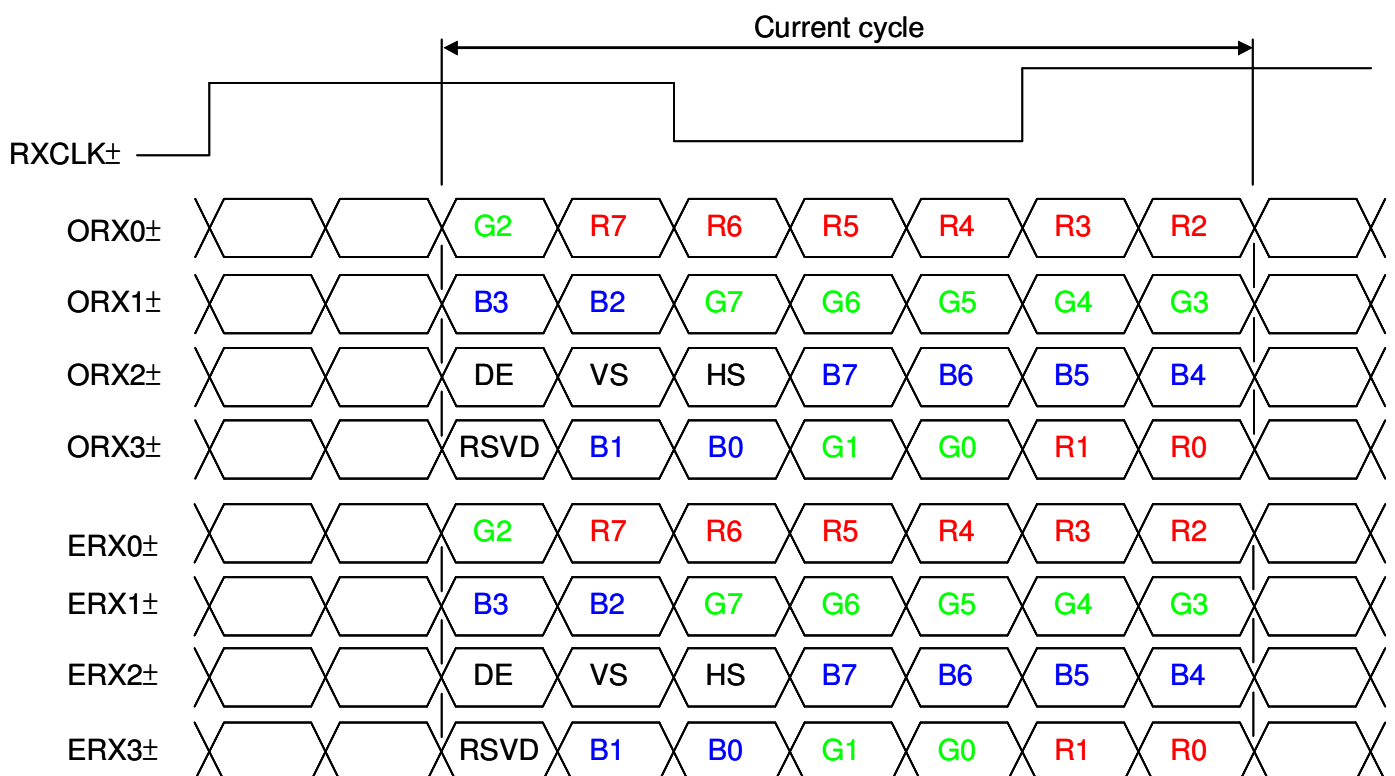 Current cycle
RXCLK±
ORX0± G2 R7 R6 R5 R4 R3 R2
ORX1± B3 B2 G7 G6 G5 G4 G3
ORX2± DE VS HS B7 B6 B5 B4
ORX3± RSVD B1 B0 G1 G0 R1 R0
ERX0± G2 R7 R6 R5 R4 R3 R2
ERX1± B3 B2 G7 G6 G5 G4 G3
ERX2± DE VS HS B7 B6 B5 B4
ERX3± RSVD B1 B0 G1 G0 R1 R0